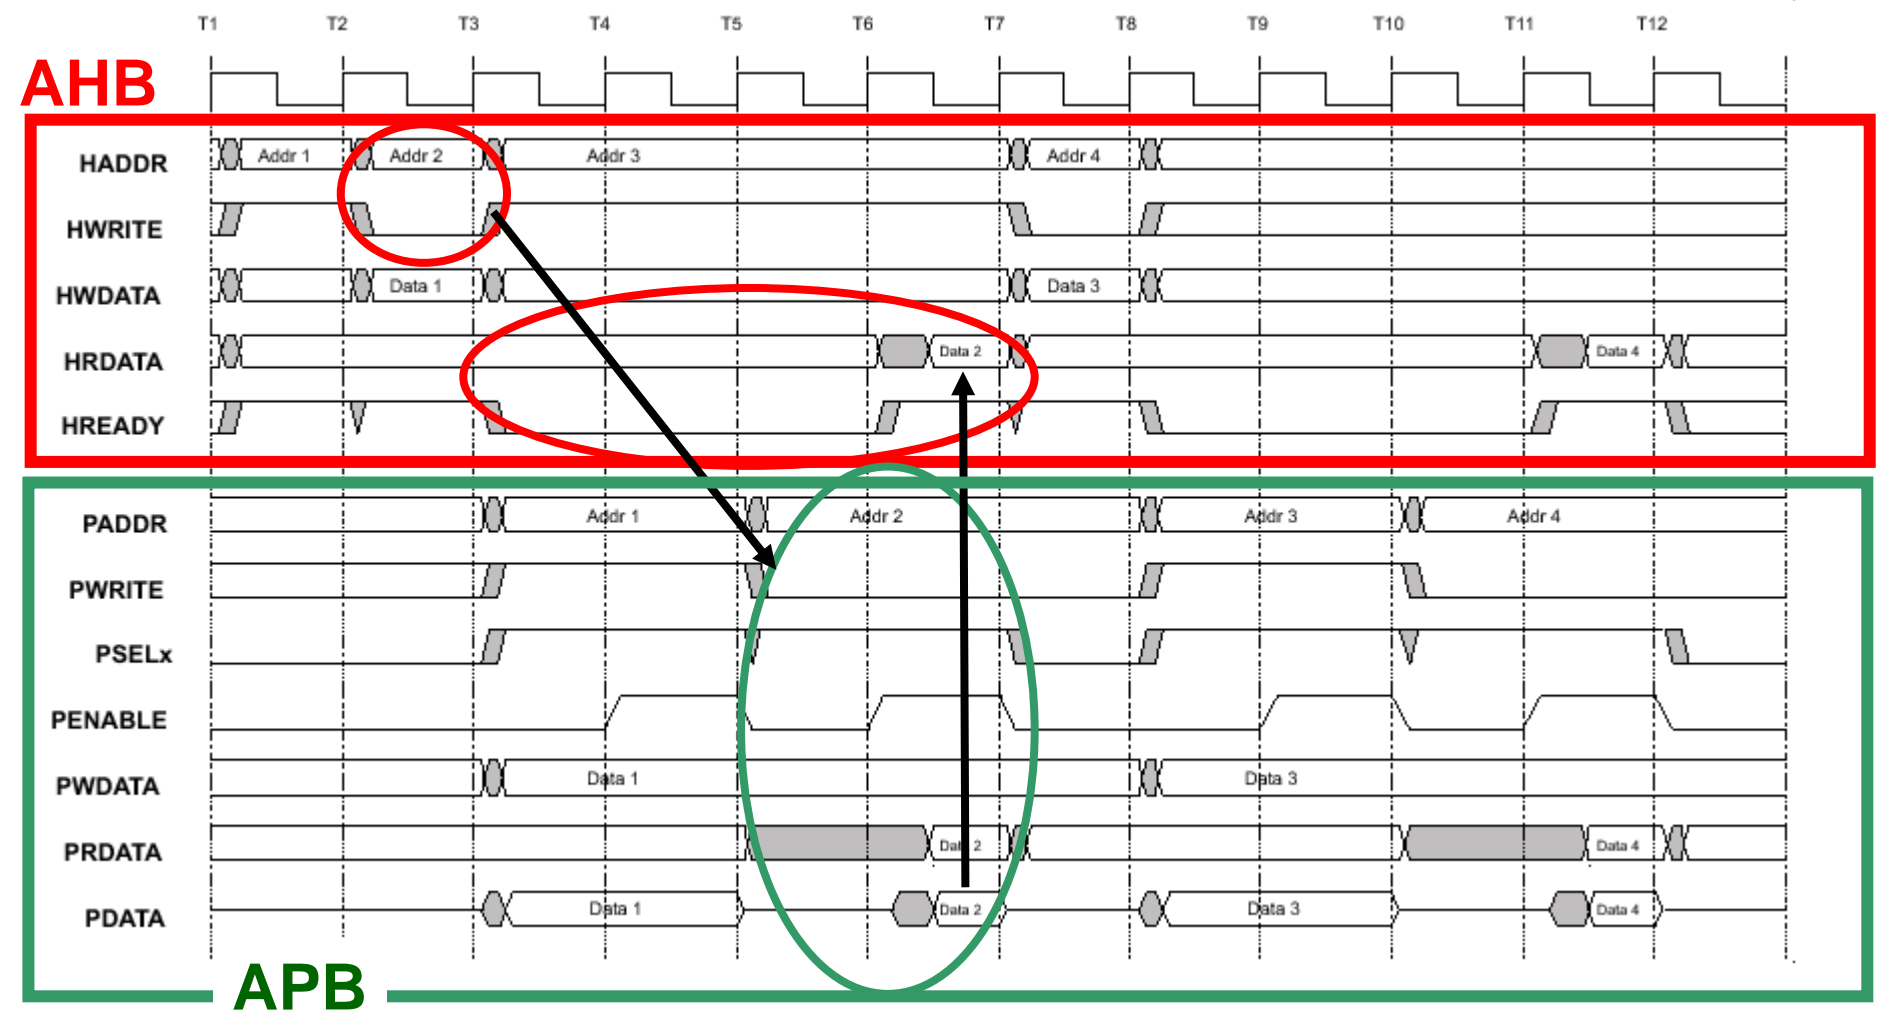 T1 T2 T3 T4 T5 T6 T7 T8 T9 T10 T11 T12
AHB
HADDR Addr 1 Addr 2 Addr 3 Addr 4
HWRITE
HWDATA Data 1 Data 3
HRDATA Data 2 Data 4
HREADY
PADDR Addr 1 Addr 2 Addr 3 Addr 4
PWRITE
PSELx
PENABLE
PWDATA Data 1 Data 3
PRDATA Data 2 Data 4
PDATA Data 1 Data 2 Data 3 Data 4
APB